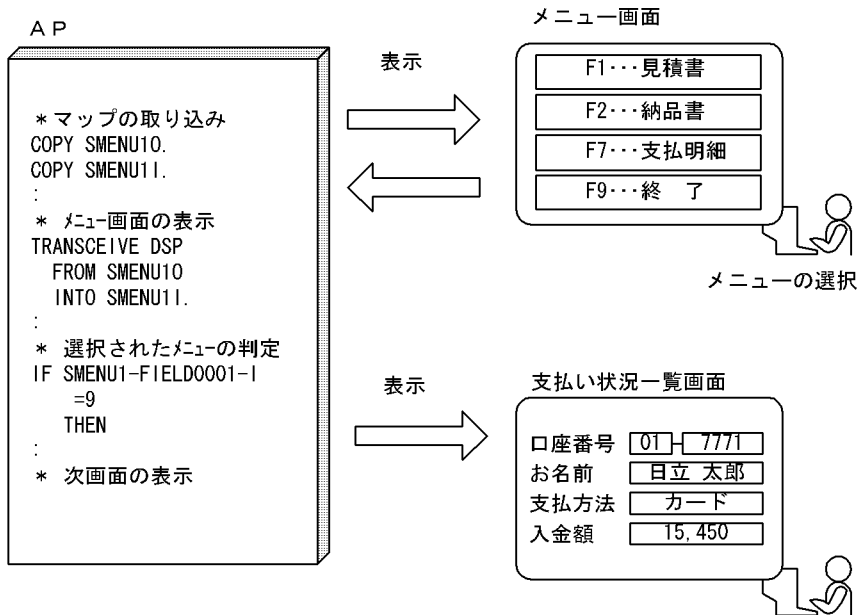 ＡＰ
＊マップの取り込み
COPY SMENU1O.
COPY SMENU1I.
:
＊ メニュー画面の表示
TRANSCEIVE DSP
FROM SMENU1O
INTO SMENU1I.
:
＊ 選択されたメニューの判定
IF SMENU1-FIELD0001-I
=9
THEN
:
＊ 次画面の表示
表示
メニュー画面
F1･･･見積書
F2･･･納品書
F7･･･支払明細
F9･･･終　了
メニューの選択
表示
支払い状況一覧画面
口座番号 01-7771
お名前 日立 太郎
支払方法 カード
入金額 15,450